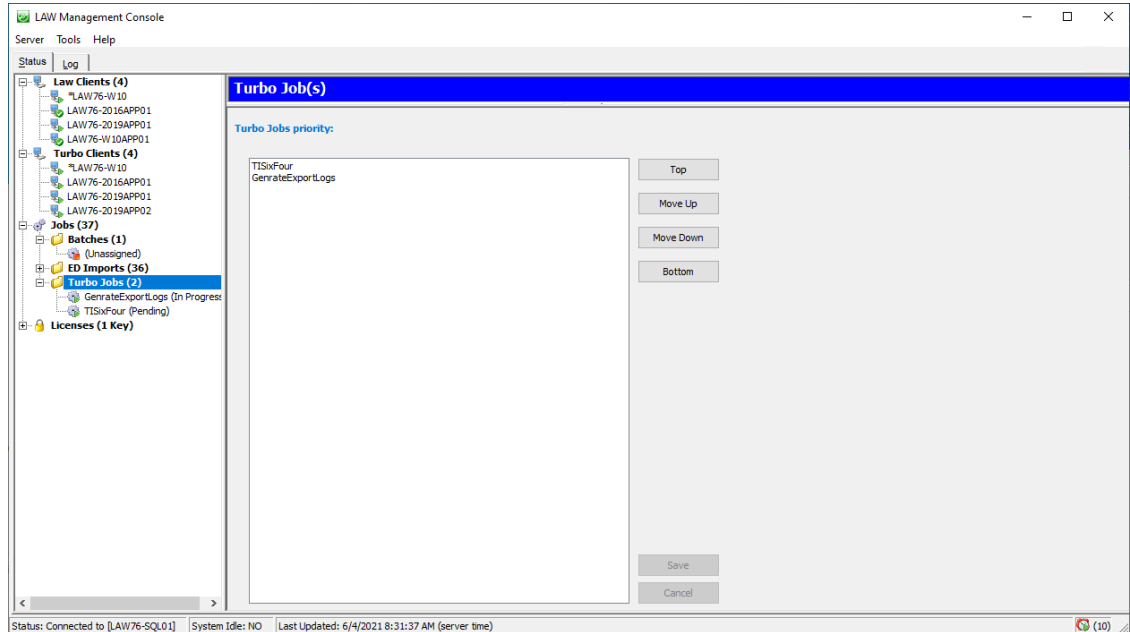 LAW Management Console
Server Tools Help
Status Log
Law Clients (4)
*LAW76-W10
LAW76-2016APP01
LAW76-2019APP01
LAW76-W10APP01
Turbo Clients (4)
*LAW76-W10
LAW76-2016APP01
LAW76-2019APP01
LAW76-2019APP02
Jobs (37)
Batches (1)
(Unassigned)
ED Imports (36)
Turbo Jobs (2)
GenrateExportLogs (In Progress
TISixFour (Pending)
Licenses (1 Key)
Turbo Job(s)
Turbo Jobs priority:
TISixFour
GenrateExportLogs
Top
Move Up
Move Down
Bottom
Save
Cancel
Status: Connected to [LAW76-SQL01] System Idle: NO Last Updated: 6/4/2021 8:31:37 AM (server time) (10)